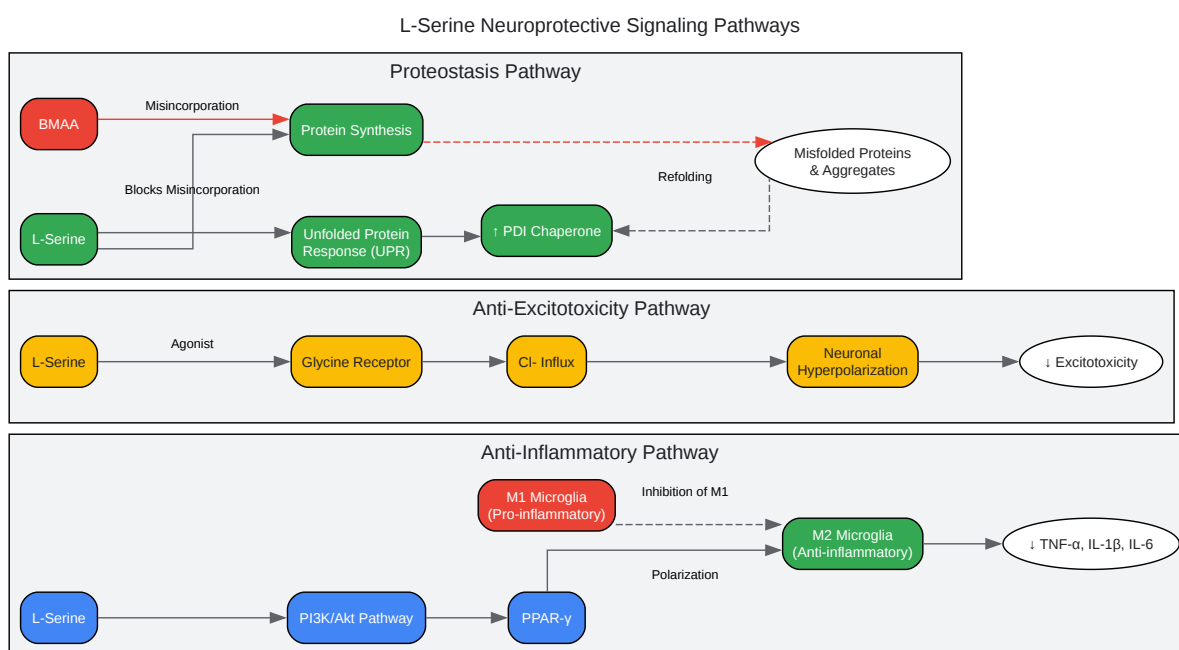 L-Serine Neuroprotective Signaling Pathways
Proteostasis Pathway
BMAA
Misincorporation
Protein Synthesis
Misfolded Proteins
& Aggregates
Blocks Misincorporation
Refolding
L-Serine
Unfolded Protein
Response (UPR)
↑ PDI Chaperone
Anti-Excitotoxicity Pathway
L-Serine
Agonist
Glycine Receptor
Cl- Influx
Neuronal
Hyperpolarization
↓ Excitotoxicity
Anti-Inflammatory Pathway
M1 Microglia
(Pro-inflammatory)
Inhibition of M1
M2 Microglia
(Anti-inflammatory)
↓ TNF-α, IL-1β, IL-6
Polarization
L-Serine
PI3K/Akt Pathway
PPAR-γ